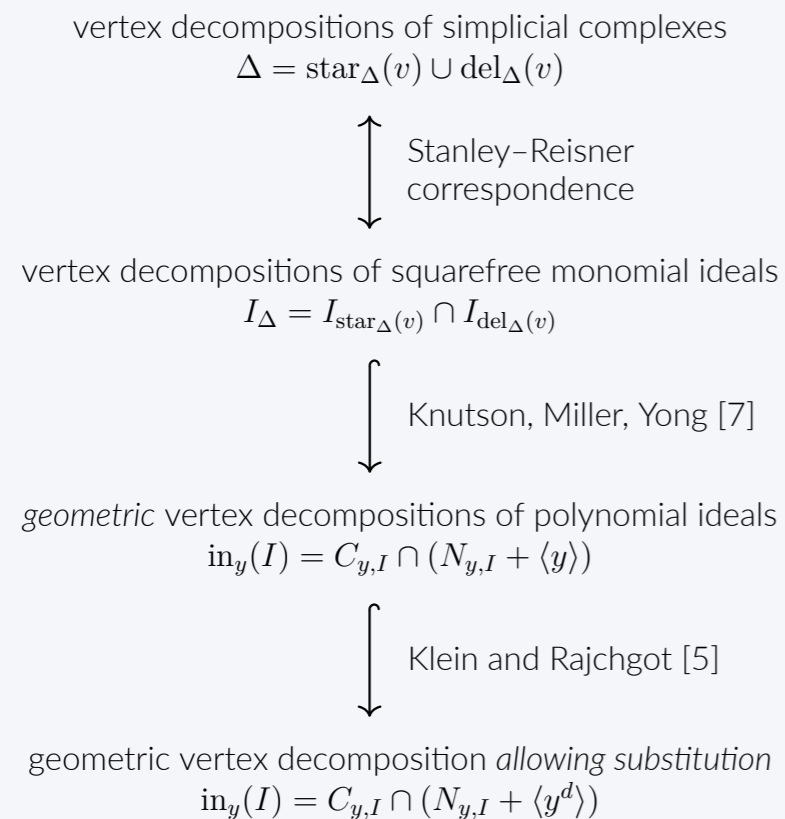 vertex decompositions of simplicial complexes
Δ = star_Δ(v) ∪ del_Δ(v)
Stanley–Reisner
correspondence
vertex decompositions of squarefree monomial ideals
I_Δ = I_{star_Δ(v)} ∩ I_{del_Δ(v)}
Knutson, Miller, Yong [7]
geometric vertex decompositions of polynomial ideals
in_y(I) = C_{y,I} ∩ (N_{y,I} + ⟨y⟩)
Klein and Rajchgot [5]
geometric vertex decomposition allowing substitution
in_y(I) = C_{y,I} ∩ (N_{y,I} + ⟨y^d⟩)